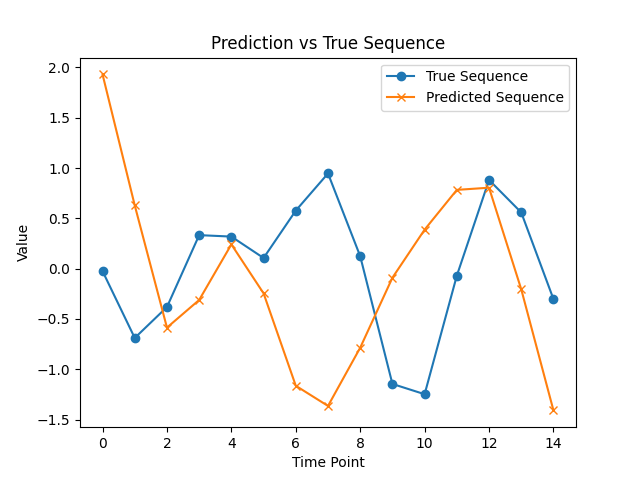 Prediction vs True Sequence
True Sequence
Predicted Sequence
2.0
1.5
1.0
0.5
0.0
−0.5
−1.0
−1.5
Value
0 2 4 6 8 10 12 14
Time Point